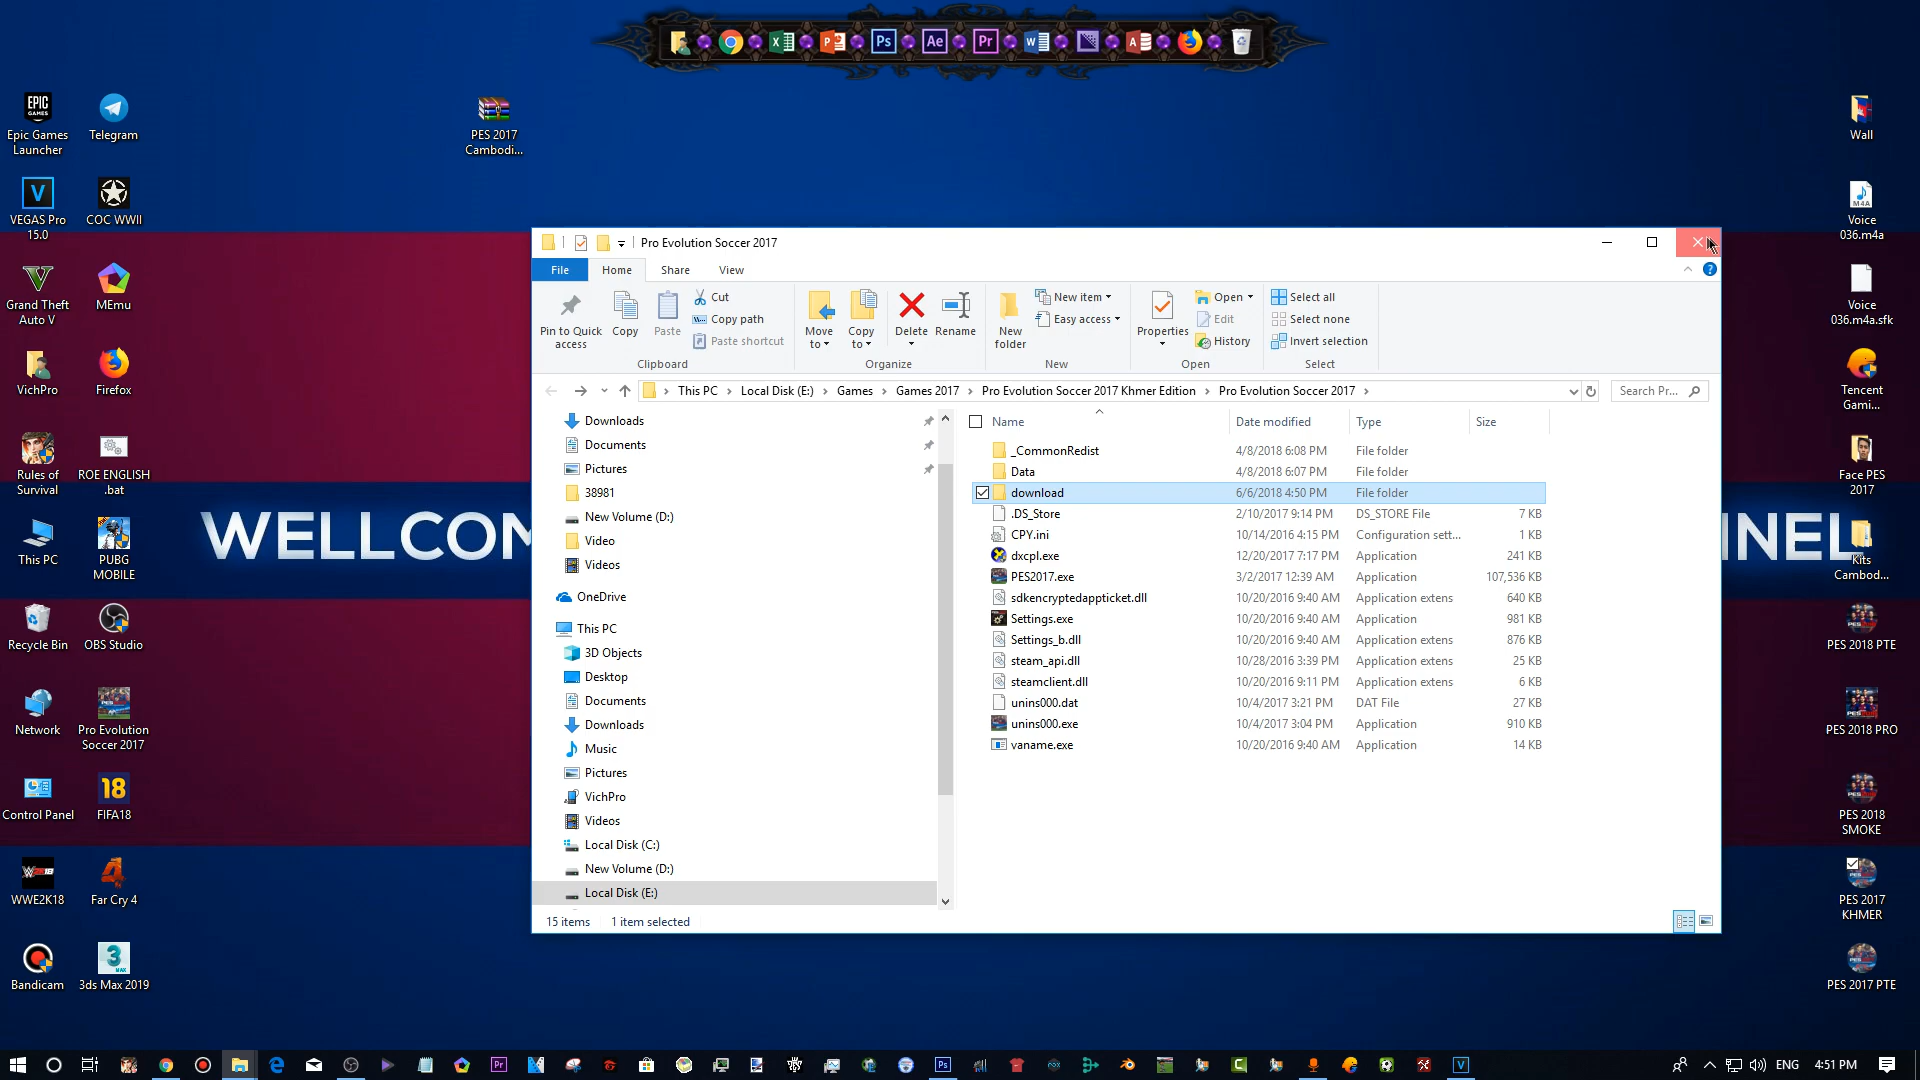 Ps
Ae
Pr
EPIC
GAMES
Epic Games
Launcher
Telegram
PES 2017
Cambodi...
Wall
VEGAS Pro
15.0
COC WWII
M4A
Voice
036.m4a
Grand Theft
Auto V
MEmu
Voice
036.m4a.sfk
VichPro
Firefox
Tencent
Gami...
Rules of
Survival
ROE ENGLISH
.bat
Face PES
2017
WELLCOM
NEL
This PC
PUBG
MOBILE
Kits
Cambod...
Recycle Bin
OBS Studio
PES 2018 PTE
Network
Pro Evolution
Soccer 2017
PES 2018 PRO
Control Panel
18
FIFA18
PES 2018
SMOKE
WWE2K18
Far Cry 4
PES 2017
KHMER
Bandicam
3ds Max 2019
PES 2017 PTE
Pro Evolution Soccer 2017
File
Home
Share
View
Pin to Quick
access
Copy
Paste
Cut
Copy path
Paste shortcut
Clipboard
Move
to
Copy
to
Delete
Rename
Organize
New
folder
New item
Easy access
New
Properties
Open
Edit
History
Open
Select all
Select none
Invert selection
Select
This PC
Local Disk (E:)
Games
Games 2017
Pro Evolution Soccer 2017 Khmer Edition
Pro Evolution Soccer 2017
Search Pr...
Downloads
Documents
Pictures
38981
New Volume (D:)
Video
Videos
OneDrive
This PC
3D Objects
Desktop
Documents
Downloads
Music
Pictures
VichPro
Videos
Local Disk (C:)
New Volume (D:)
Local Disk (E:)
Name Date modified Type Size
_CommonRedist 4/8/2018 6:08 PM File folder
Data 4/8/2018 6:07 PM File folder
download 6/6/2018 4:50 PM File folder
.DS_Store 2/10/2017 9:14 PM DS_STORE File 7 KB
CPY.ini 10/14/2016 4:15 PM Configuration sett... 1 KB
dxcpl.exe 12/20/2017 7:17 PM Application 241 KB
PES2017.exe 3/2/2017 12:39 AM Application 107,536 KB
sdkencryptedappticket.dll 10/20/2016 9:40 AM Application extens 640 KB
Settings.exe 10/20/2016 9:40 AM Application 981 KB
Settings_b.dll 10/20/2016 9:40 AM Application extens 876 KB
steam_api.dll 10/28/2016 3:39 PM Application extens 25 KB
steamclient.dll 10/20/2016 9:11 PM Application extens 6 KB
unins000.dat 10/4/2017 3:21 PM DAT File 27 KB
unins000.exe 10/4/2017 3:04 PM Application 910 KB
vaname.exe 10/20/2016 9:40 AM Application 14 KB
15 items
1 item selected
Pr
Ps
ENG
4:51 PM